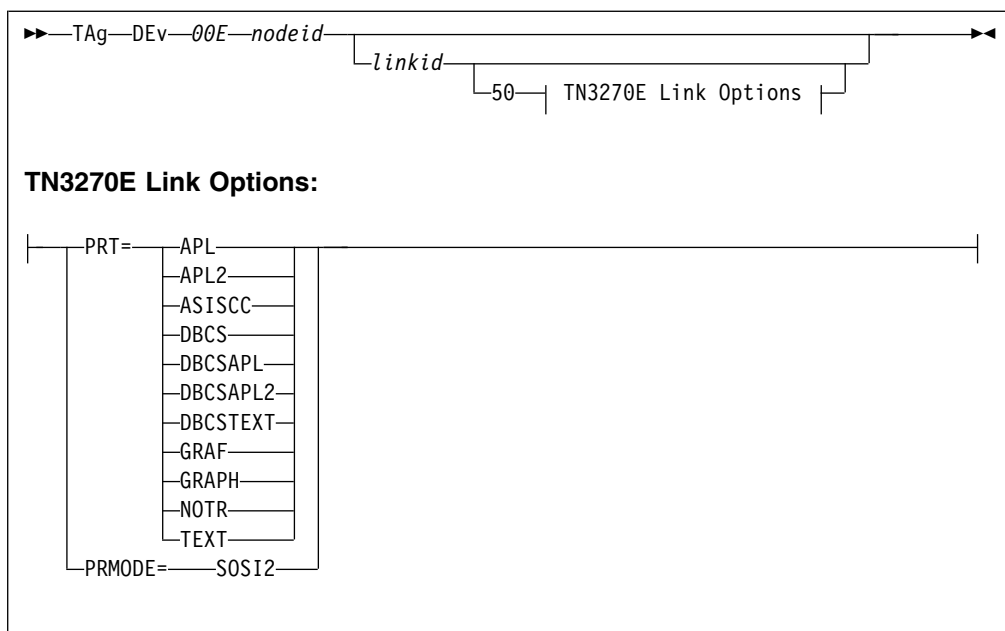 TAg DEv 00E nodeid
linkid
50 TN3270E Link Options
TN3270E Link Options:
PRT= APL
APL2
ASISCC
DBCS
DBCSAPL
DBCSAPL2
DBCSTEXT
GRAF
GRAPH
NOTR
TEXT
PRMODE= SOSI2